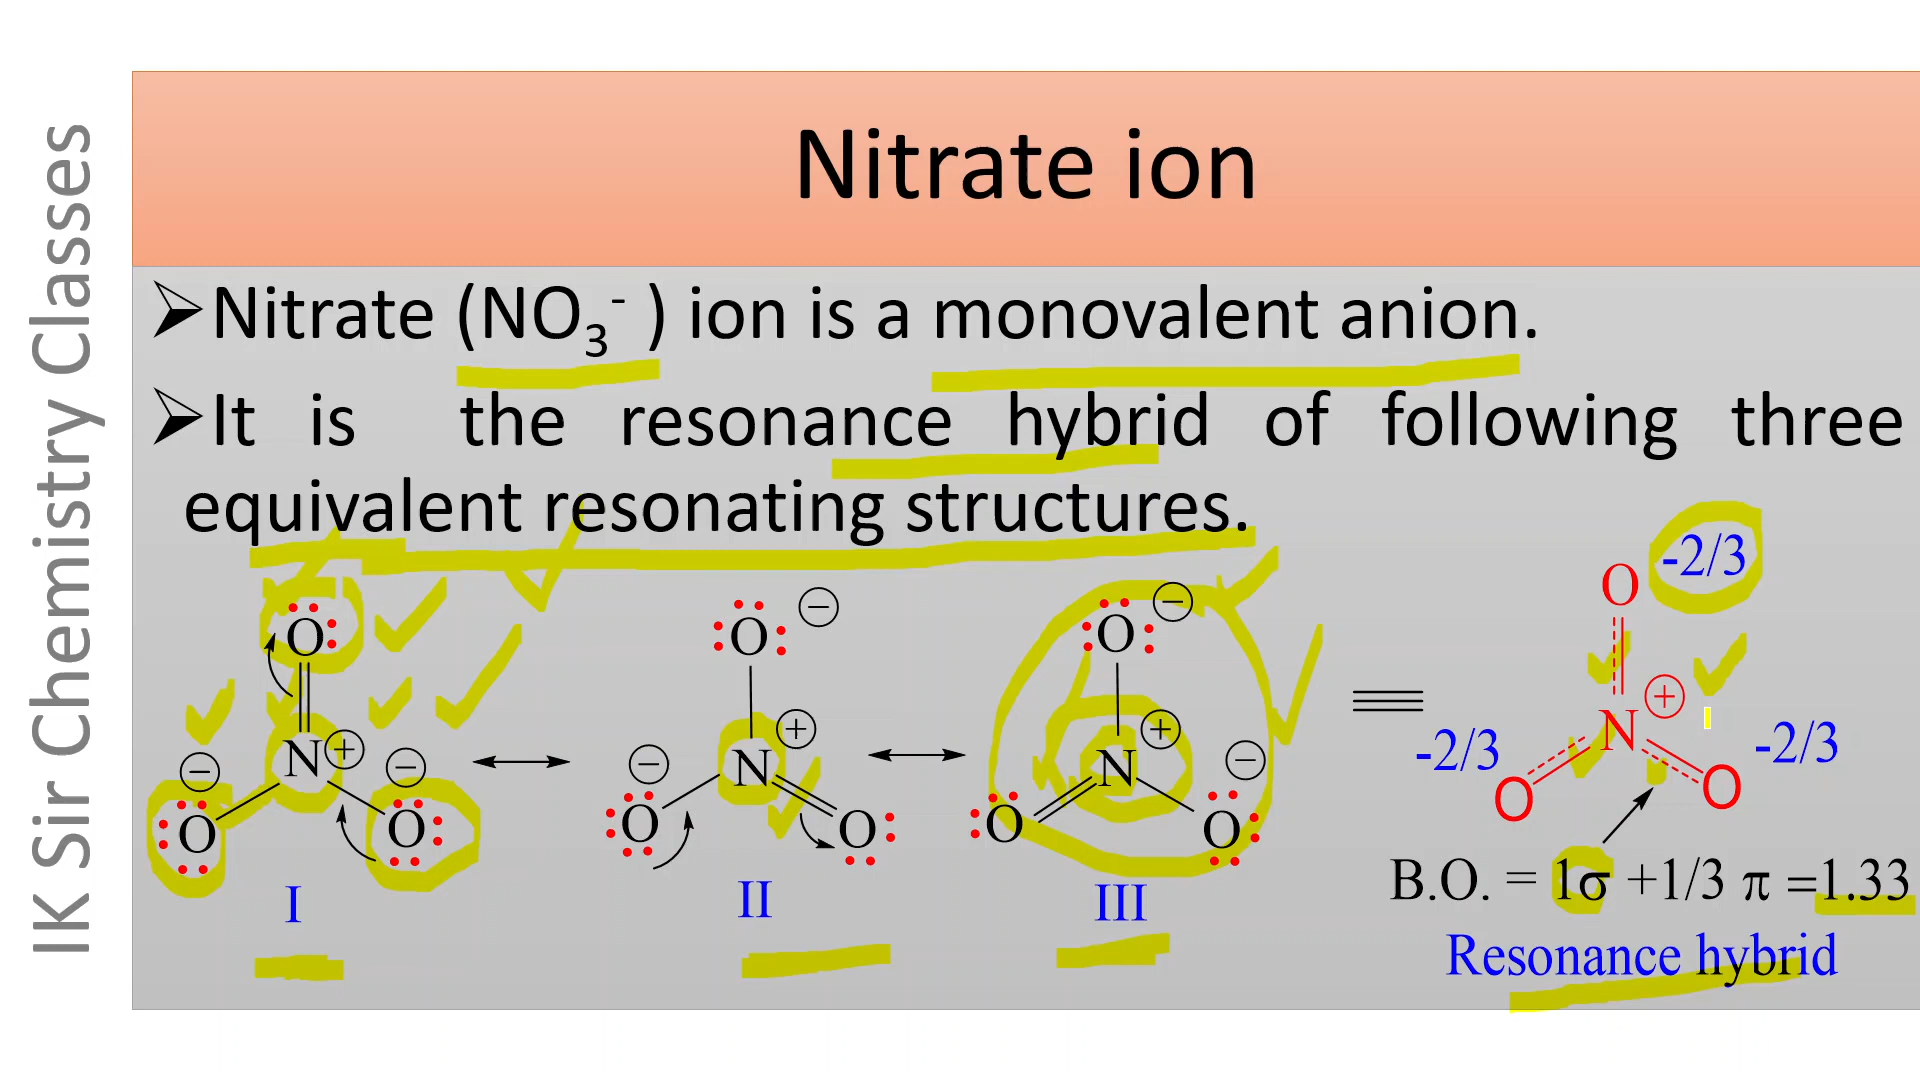 IK Sir Chemistry Classes
Nitrate ion
➢Nitrate (NO₃⁻ ) ion is a monovalent anion.
➢It is the resonance hybrid of following three
equivalent resonating structures.
O O ⊖ O ⊖ O -2/3
⊖ N ⊕ ⊖ ⊖ N ⊕ N ⊕ ⊖ -2/3 N ⊕ -2/3
O O O O O O O O
I II III
B.O. = 1σ +1/3 π =1.33
Resonance hybrid